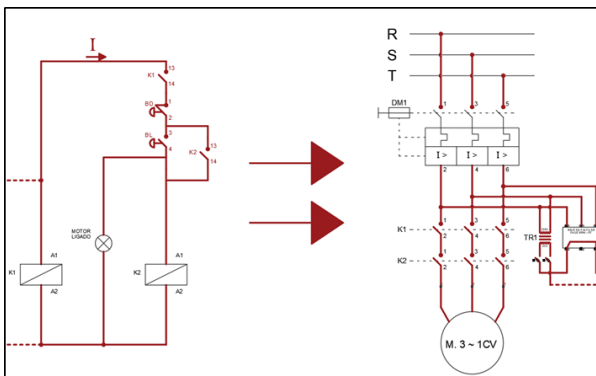 I
K1
13
14
BD
1
2
BL
3
4
K2
13
14
MOTOR
LIGADO
K1
A1
A2
K2
A1
A2
R
S
T
DM1
1
3
5
I >
I >
I >
2
4
6
K1
1
3
5
2
4
6
K2
1
3
5
2
4
6
TR1
M. 3 ~ 1CV